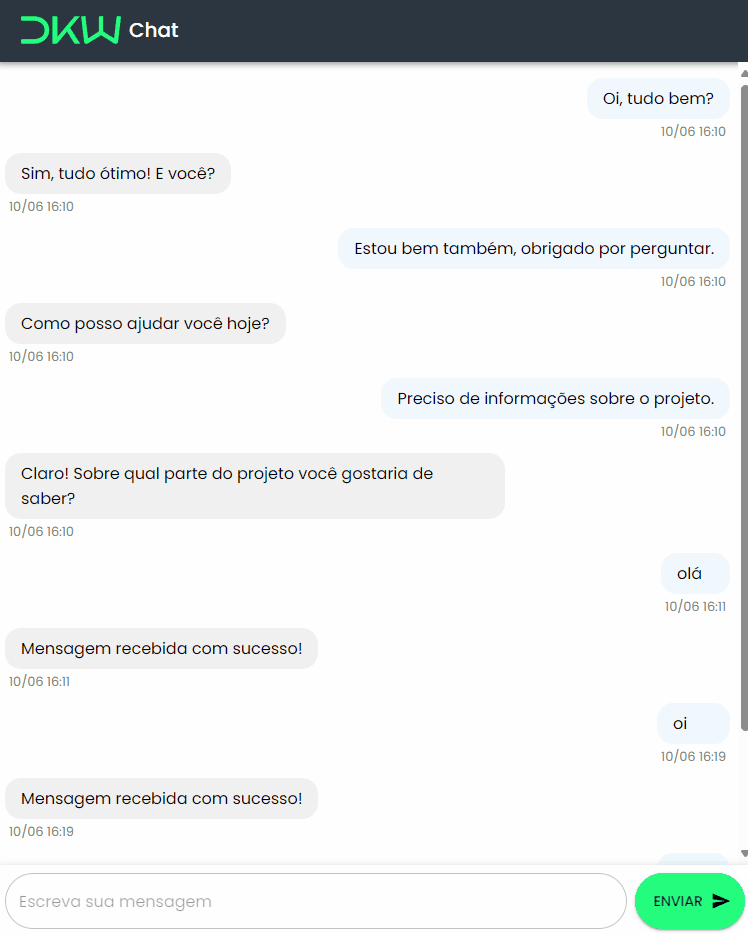 DKW Chat
Oi, tudo bem?
10/06 16:10
Sim, tudo ótimo! E você?
10/06 16:10
Estou bem também, obrigado por perguntar.
10/06 16:10
Como posso ajudar você hoje?
10/06 16:10
Preciso de informações sobre o projeto.
10/06 16:10
Claro! Sobre qual parte do projeto você gostaria de
saber?
10/06 16:10
olá
10/06 16:11
Mensagem recebida com sucesso!
10/06 16:11
oi
10/06 16:19
Mensagem recebida com sucesso!
10/06 16:19
Escreva sua mensagem
ENVIAR